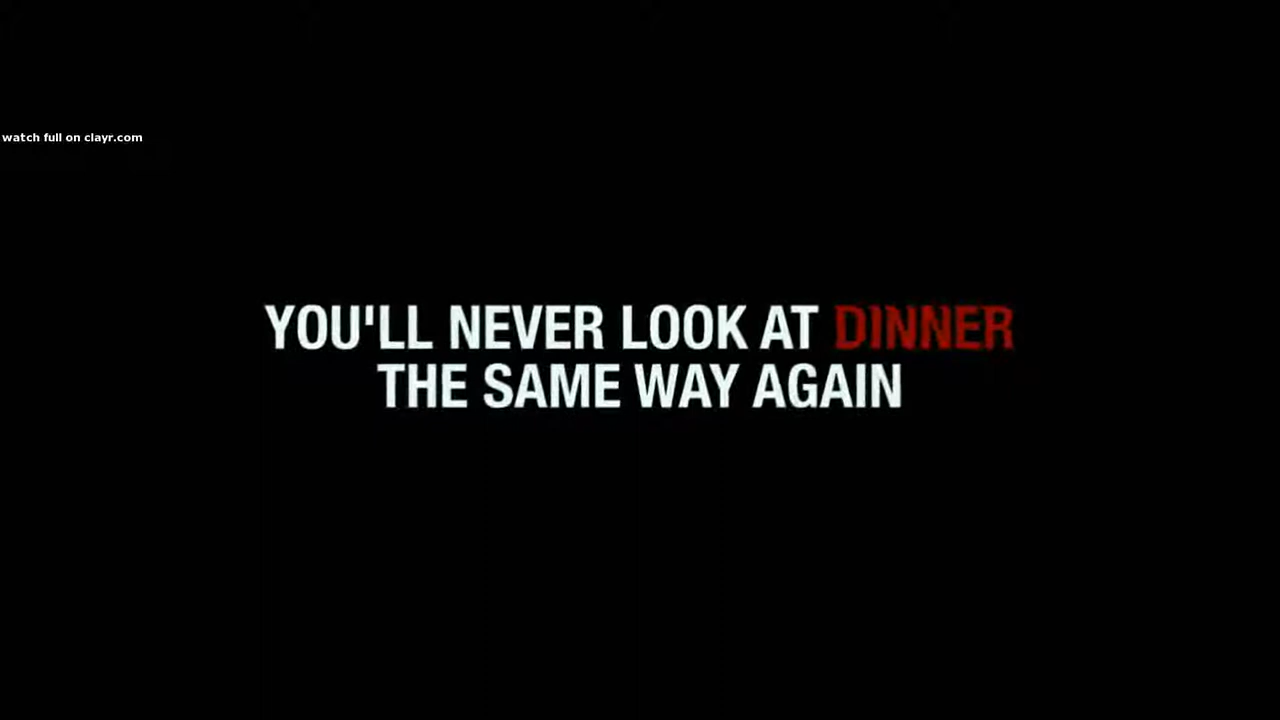 watch full on clayr.com
YOU'LL NEVER LOOK AT DINNER
THE SAME WAY AGAIN